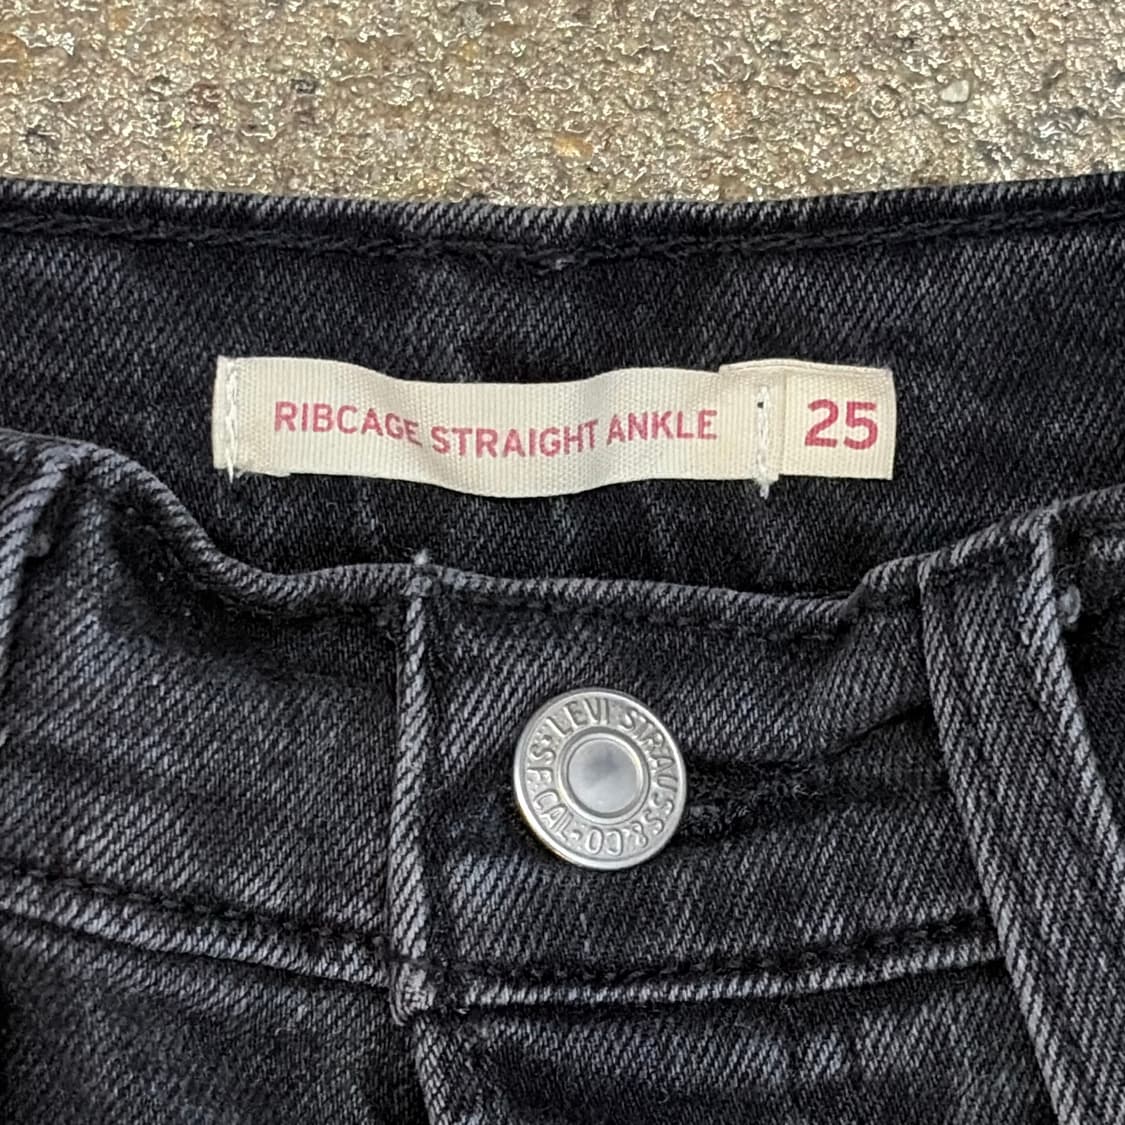 RIBCAGE STRAIGHT ANKLE 25
LEVI STRAUSS & CO · S.F. CAL ·